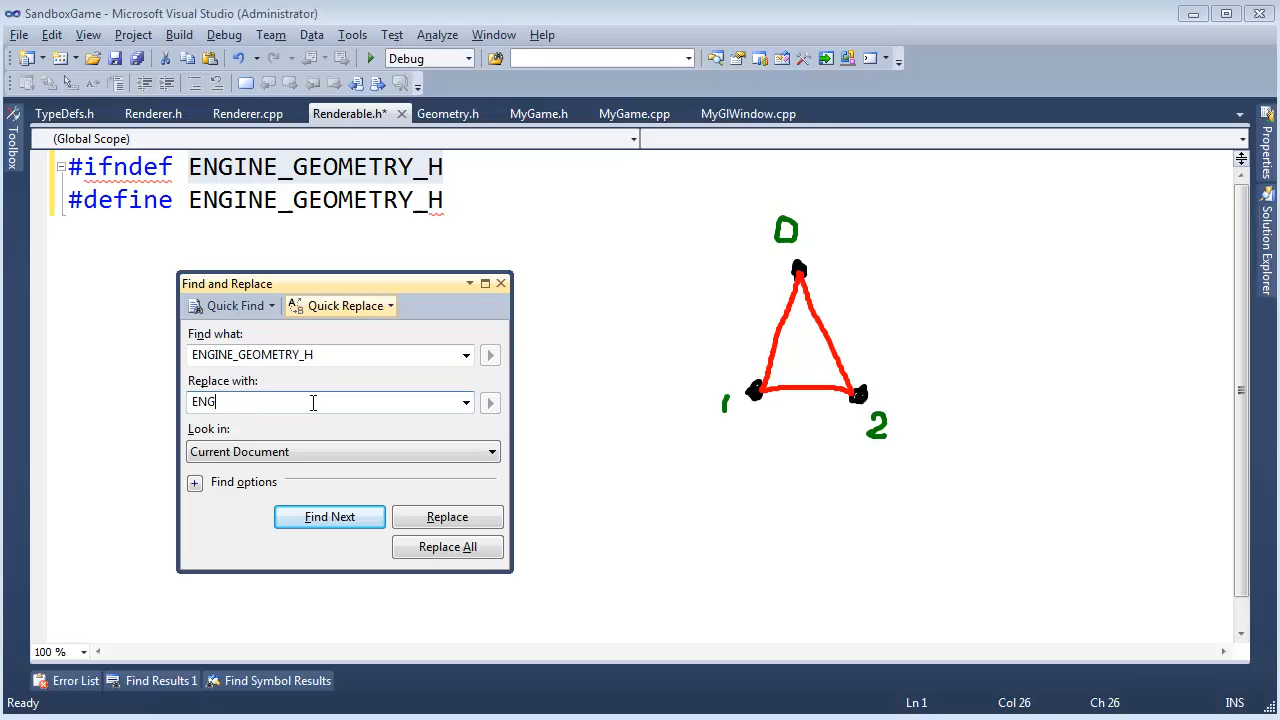 SandboxGame - Microsoft Visual Studio (Administrator)
File Edit View Project Build Debug Team Data Tools Test Analyze Window Help
Debug
TypeDefs.h Renderer.h Renderer.cpp Renderable.h* Geometry.h MyGame.h MyGame.cpp MyGlWindow.cpp
(Global Scope)
Toolbox
Properties
Solution Explorer
#ifndef ENGINE_GEOMETRY_H
#define ENGINE_GEOMETRY_H
0
1
2
Find and Replace
Quick Find Quick Replace
Find what:
ENGINE_GEOMETRY_H
Replace with:
ENG
Look in:
Current Document
Find options
Find Next Replace
Replace All
100 %
Error List Find Results 1 Find Symbol Results
Ready Ln 1 Col 26 Ch 26 INS